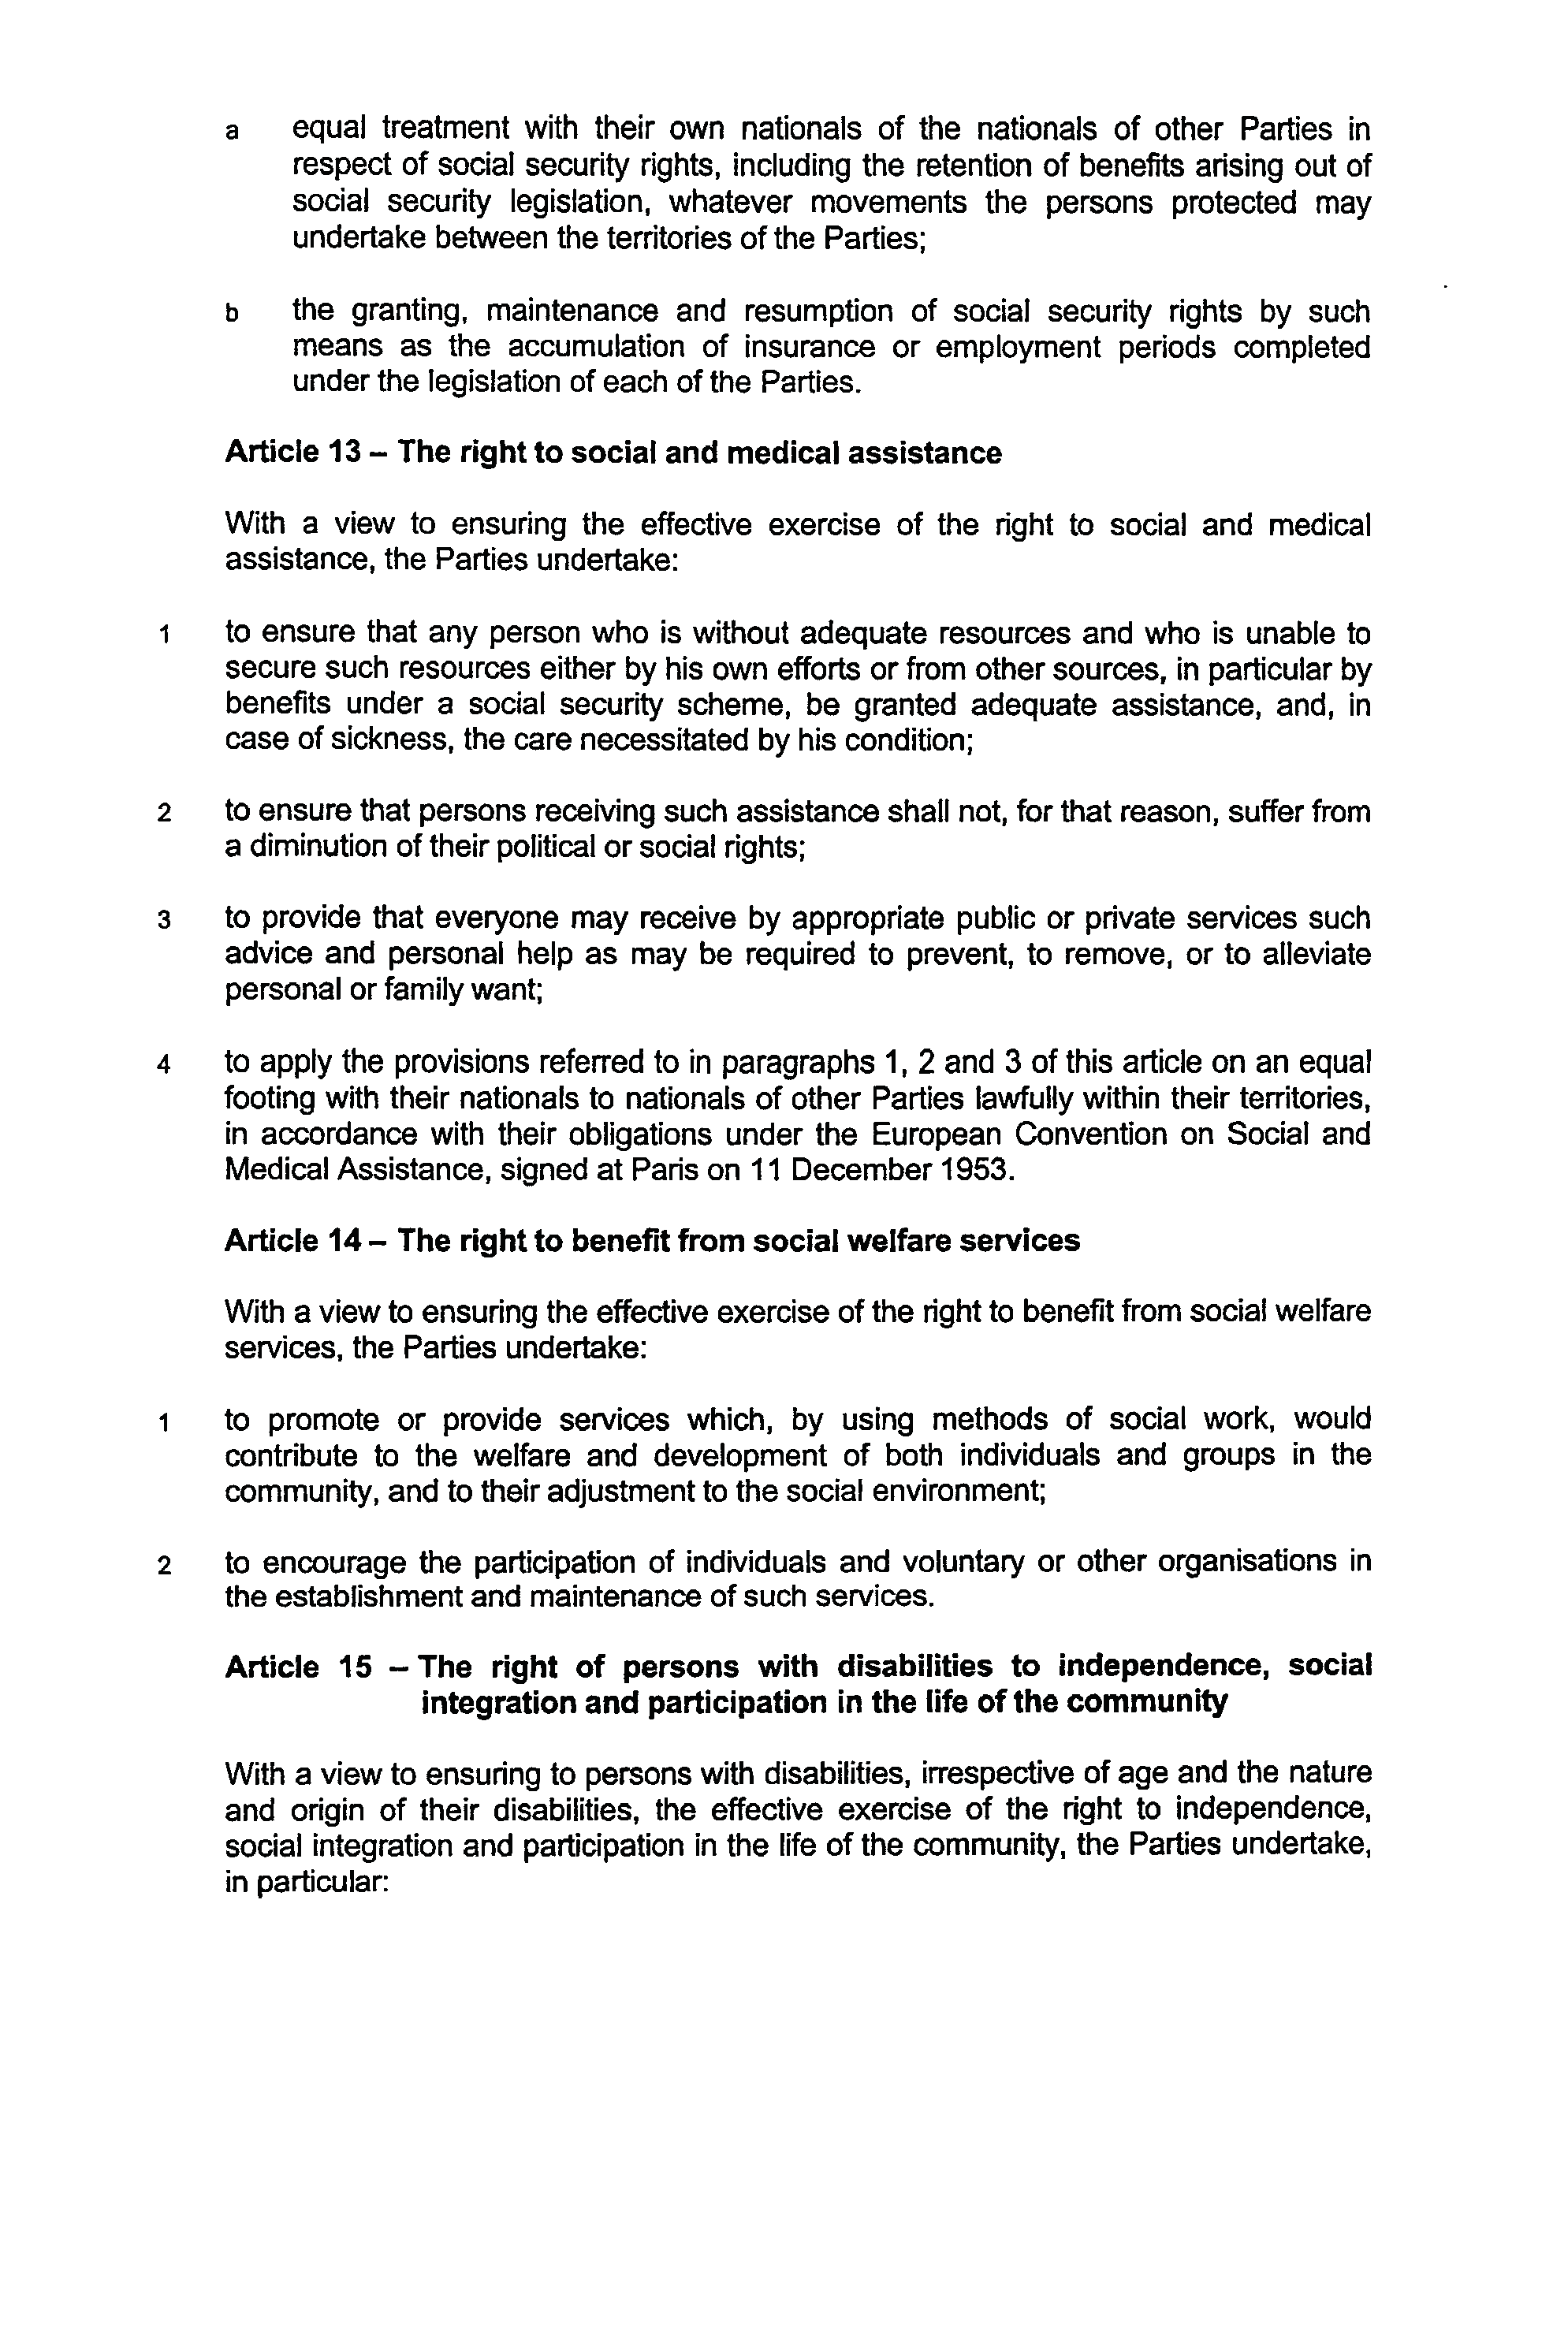 a equal treatment with their own nationals of the nationals of other Parties in
respect of social security rights, including the retention of benefits arising out of
social security legislation, whatever movements the persons protected may
undertake between the territories of the Parties;
b the granting, maintenance and resumption of social security rights by such
means as the accumulation of insurance or employment periods completed
under the legislation of each of the Parties.
Article 13 – The right to social and medical assistance
With a view to ensuring the effective exercise of the right to social and medical
assistance, the Parties undertake:
1 to ensure that any person who is without adequate resources and who is unable to
secure such resources either by his own efforts or from other sources, in particular by
benefits under a social security scheme, be granted adequate assistance, and, in
case of sickness, the care necessitated by his condition;
2 to ensure that persons receiving such assistance shall not, for that reason, suffer from
a diminution of their political or social rights;
3 to provide that everyone may receive by appropriate public or private services such
advice and personal help as may be required to prevent, to remove, or to alleviate
personal or family want;
4 to apply the provisions referred to in paragraphs 1, 2 and 3 of this article on an equal
footing with their nationals to nationals of other Parties lawfully within their territories,
in accordance with their obligations under the European Convention on Social and
Medical Assistance, signed at Paris on 11 December 1953.
Article 14 – The right to benefit from social welfare services
With a view to ensuring the effective exercise of the right to benefit from social welfare
services, the Parties undertake:
1 to promote or provide services which, by using methods of social work, would
contribute to the welfare and development of both individuals and groups in the
community, and to their adjustment to the social environment;
2 to encourage the participation of individuals and voluntary or other organisations in
the establishment and maintenance of such services.
Article 15 – The right of persons with disabilities to independence, social
integration and participation in the life of the community
With a view to ensuring to persons with disabilities, irrespective of age and the nature
and origin of their disabilities, the effective exercise of the right to independence,
social integration and participation in the life of the community, the Parties undertake,
in particular: